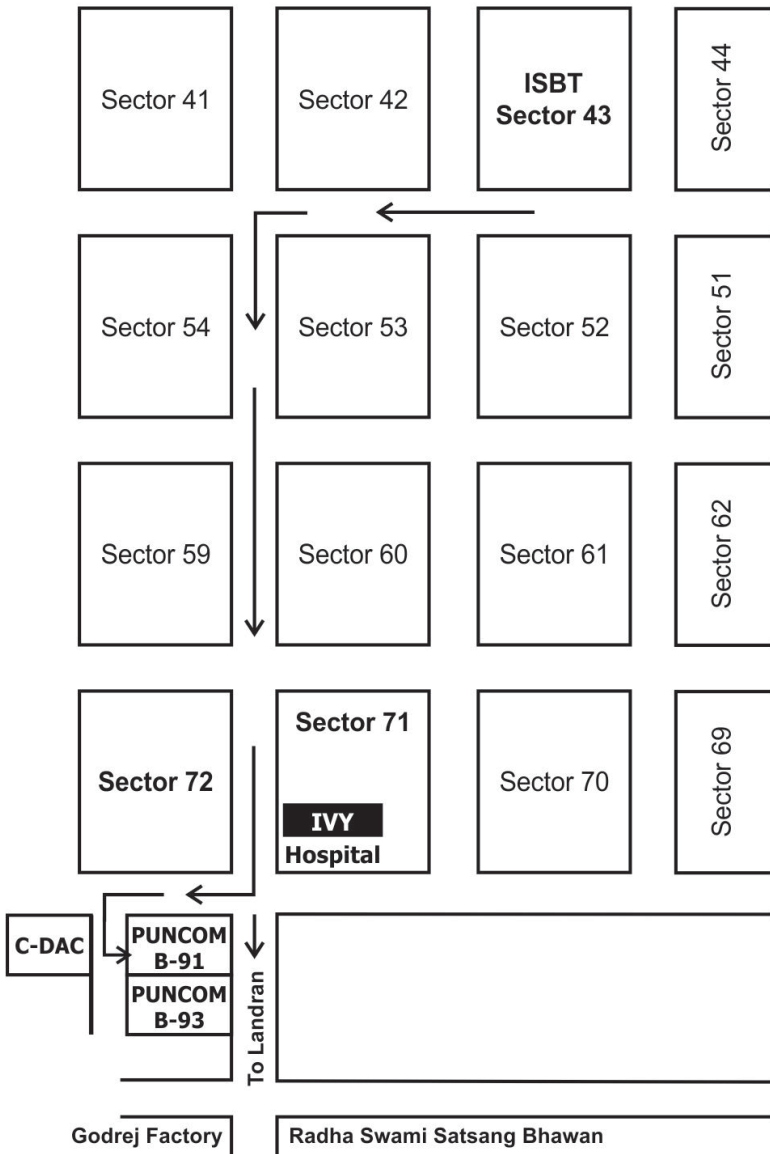 Sector 41
Sector 42
ISBT
Sector 43
Sector 44
Sector 54
Sector 53
Sector 52
Sector 51
Sector 59
Sector 60
Sector 61
Sector 62
Sector 72
Sector 71
IVY
Hospital
Sector 70
Sector 69
C-DAC
PUNCOM
B-91
PUNCOM
B-93
To Landran
Godrej Factory
Radha Swami Satsang Bhawan